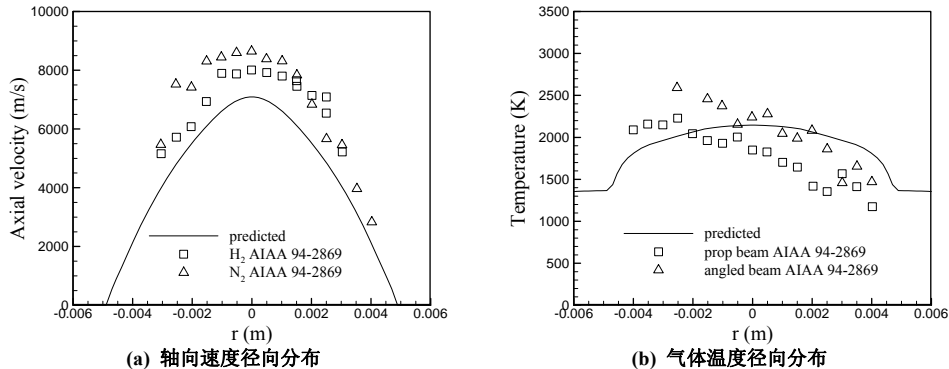 10000
8000
6000
4000
2000
0
Axial velocity (m/s)
predicted
H₂ AIAA 94-2869
N₂ AIAA 94-2869
-0.006 -0.004 -0.002 0 0.002 0.004 0.006
r (m)
(a) 轴向速度径向分布
3500
3000
2500
2000
1500
1000
500
0
Temperature (K)
predicted
prop beam AIAA 94-2869
angled beam AIAA 94-2869
-0.006 -0.004 -0.002 0 0.002 0.004 0.006
r (m)
(b) 气体温度径向分布